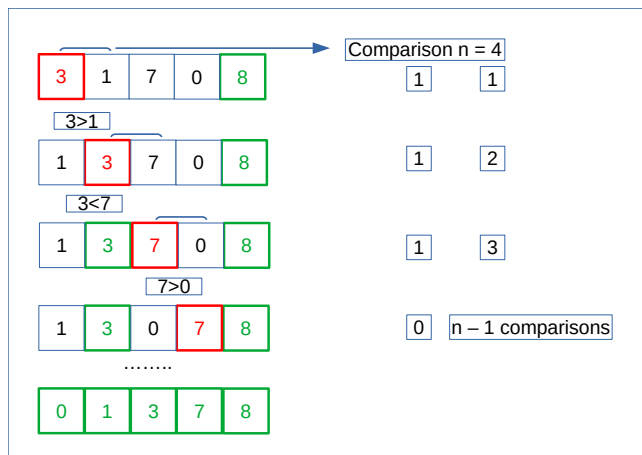 Comparison n = 4
3 1 7 0 8 1 1
3>1
1 3 7 0 8 1 2
3<7
1 3 7 0 8 1 3
7>0
1 3 0 7 8 0 n – 1 comparisons
........
0 1 3 7 8